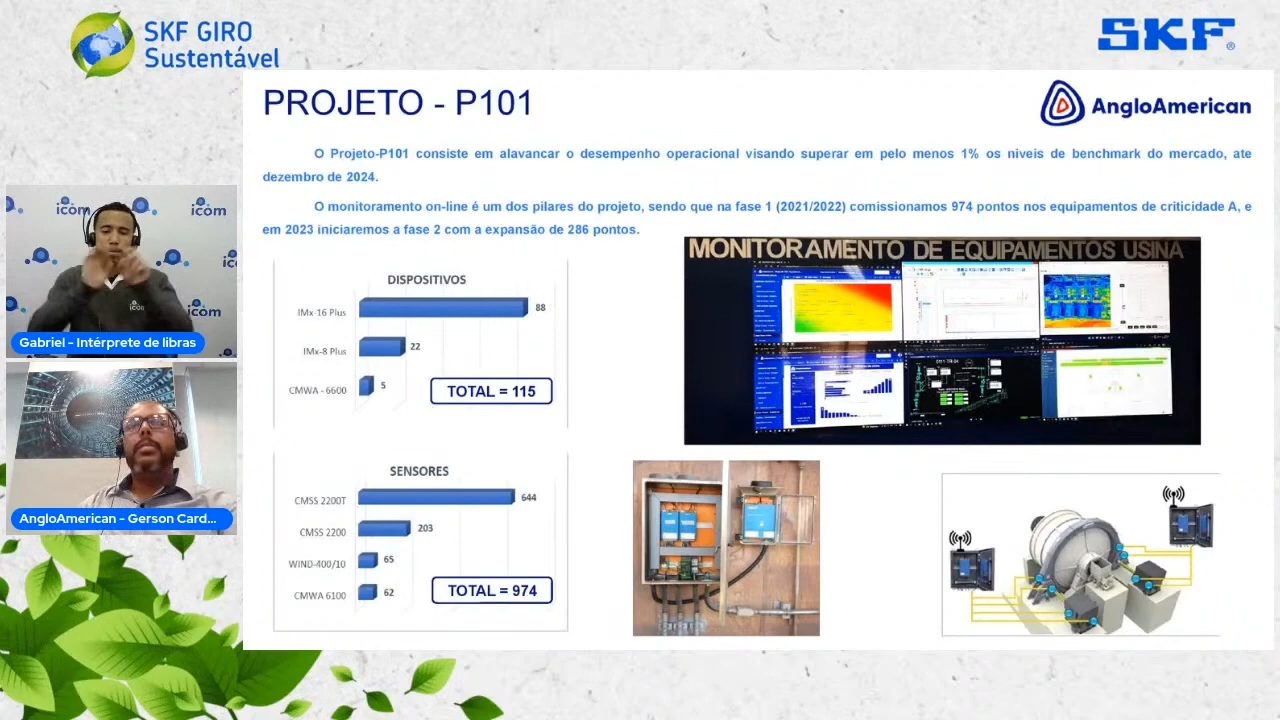 SKF GIRO
Sustentável
SKF
PROJETO - P101
AngloAmerican
O Projeto-P101 consiste em alavancar o desempenho operacional visando superar em pelo menos 1% os niveis de benchmark do mercado, ate
dezembro de 2024.
O monitoramento on-line é um dos pilares do projeto, sendo que na fase 1 (2021/2022) comissionamos 974 pontos nos equipamentos de criticidade A, e
em 2023 iniciaremos a fase 2 com a expansão de 286 pontos.
icom
icom
icom
icom
Gabriel - Intérprete de libras
AngloAmerican - Gerson Card...
DISPOSITIVOS
IMx-16 Plus 88
IMx-8 Plus 22
CMWA - 6600 5
TOTAL = 115
SENSORES
CMSS 2200T 644
CMSS 2200 203
WIND-400/10 65
CMWA 6100 62
TOTAL = 974
MONITORAMENTO DE EQUIPAMENTOS USINA